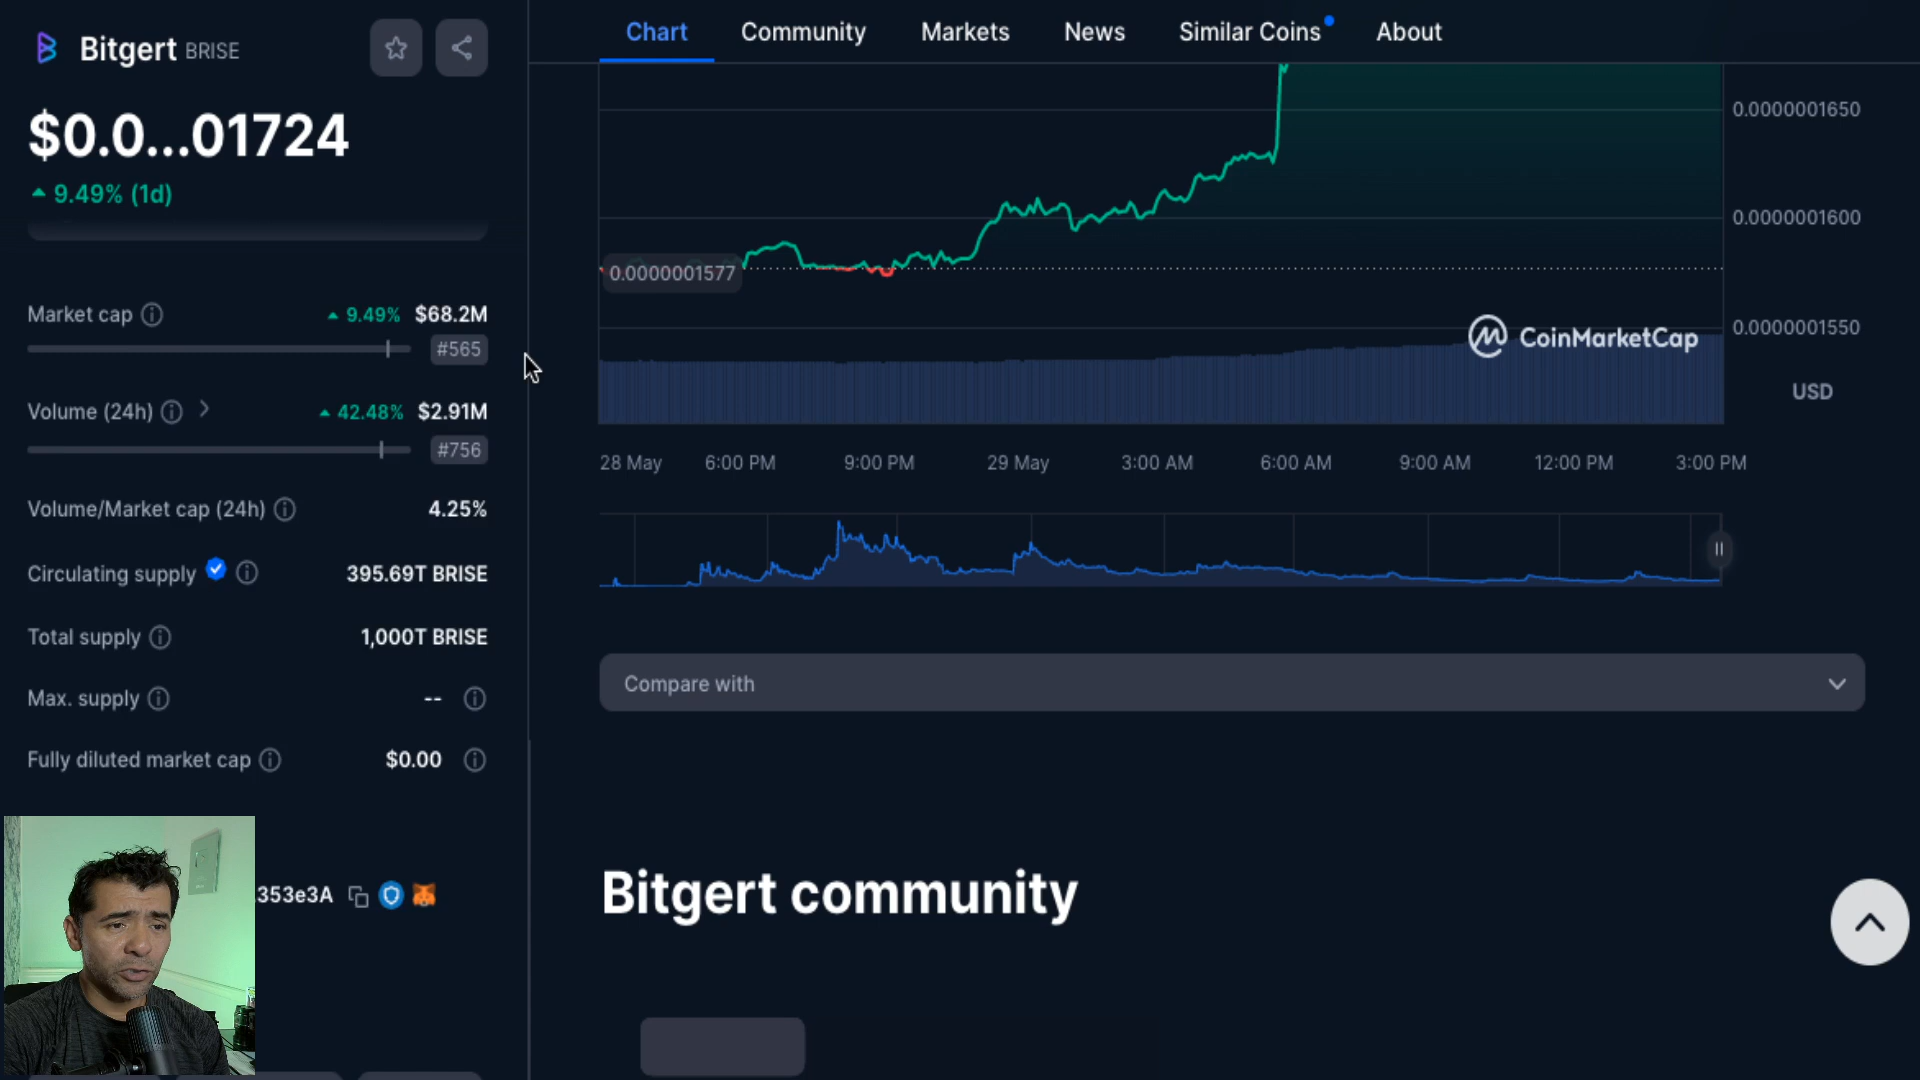 Bitgert BRISE
$0.0...01724
9.49% (1d)
Market cap 9.49% $68.2M
#565
Volume (24h) 42.48% $2.91M
#756
Volume/Market cap (24h) 4.25%
Circulating supply 395.69T BRISE
Total supply 1,000T BRISE
Max. supply --
Fully diluted market cap $0.00
353e3A
Chart Community Markets News Similar Coins About
0.0000001650
0.0000001600
0.0000001577
0.0000001550
CoinMarketCap
USD
28 May 6:00 PM 9:00 PM 29 May 3:00 AM 6:00 AM 9:00 AM 12:00 PM 3:00 PM
Compare with
Bitgert community